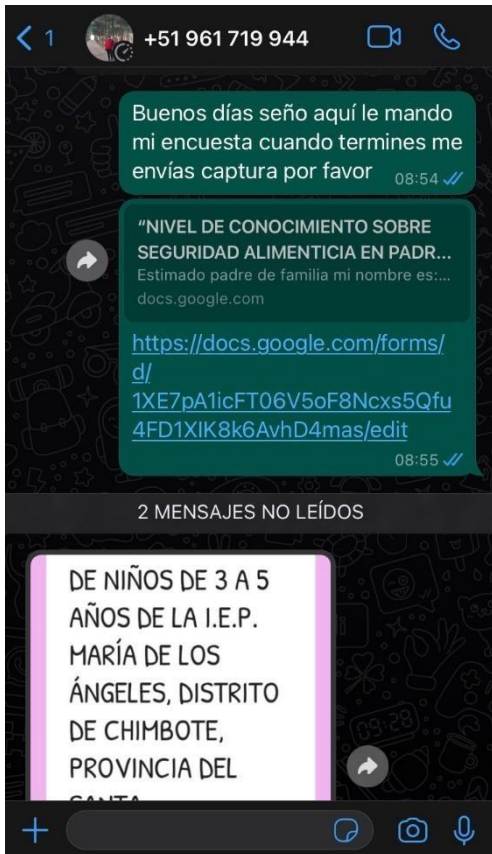 1
+51 961 719 944
Buenos días seño aquí le mando
mi encuesta cuando termines me
envías captura por favor
08:54
“NIVEL DE CONOCIMIENTO SOBRE
SEGURIDAD ALIMENTICIA EN PADR...
Estimado padre de familia mi nombre es:...
docs.google.com
https://docs.google.com/forms/
d/
1XE7pA1icFT06V5oF8Ncxs5Qfu
4FD1XIK8k6AvhD4mas/edit
08:55
2 MENSAJES NO LEÍDOS
DE NIÑOS DE 3 A 5
AÑOS DE LA I.E.P.
MARÍA DE LOS
ÁNGELES, DISTRITO
DE CHIMBOTE,
PROVINCIA DEL
SANTA